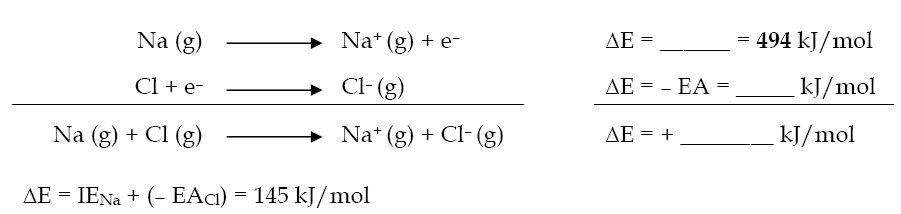 Na (g) ⟶ Na⁺ (g) + e⁻ ΔE = ______ = 494 kJ/mol
Cl + e⁻ ⟶ Cl⁻ (g) ΔE = – EA = _____ kJ/mol
Na (g) + Cl (g) ⟶ Na⁺ (g) + Cl⁻ (g) ΔE = + ________ kJ/mol
ΔE = IE_Na + (– EA_Cl) = 145 kJ/mol